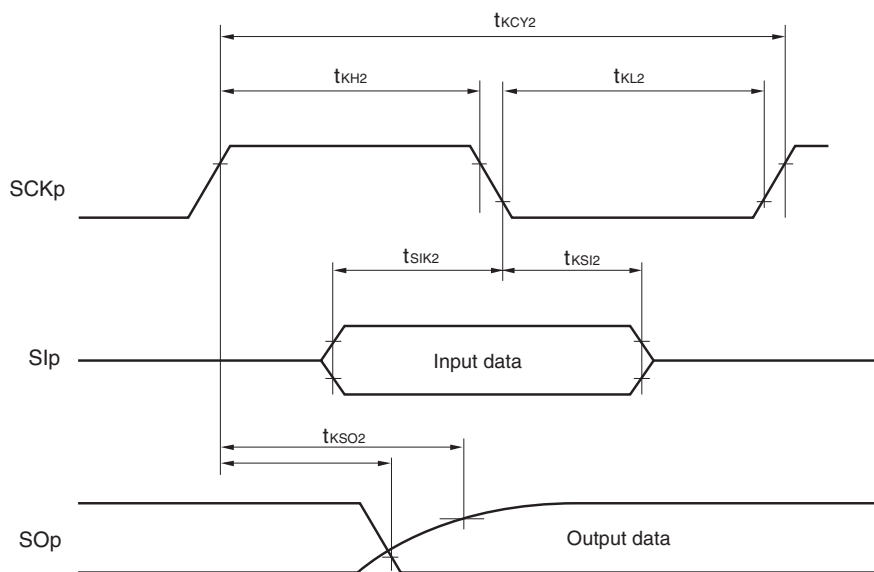 tKCY2
tKH2
tKL2
SCKp
tSIK2
tKSI2
SIp
Input data
tKSO2
SOp
Output data